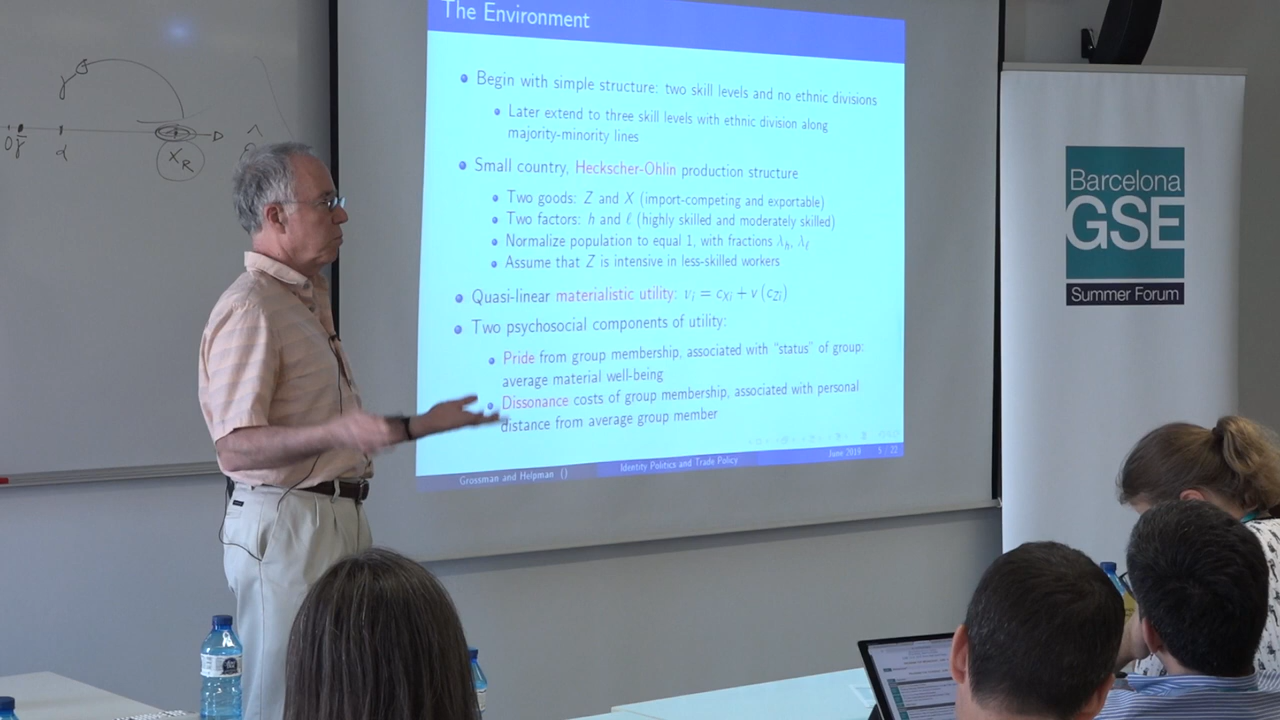 The Environment
Begin with simple structure: two skill levels and no ethnic divisions
Later extend to three skill levels with ethnic division along
majority-minority lines
Small country, Heckscher-Ohlin production structure
Two goods: Z and X (import-competing and exportable)
Two factors: h and ℓ (highly skilled and moderately skilled)
Normalize population to equal 1, with fractions λh, λℓ
Assume that Z is intensive in less-skilled workers
Quasi-linear materialistic utility: νi = cXi + v (cZi)
Two psychosocial components of utility:
Pride from group membership, associated with "status" of group:
average material well-being
Dissonance costs of group membership, associated with personal
distance from average group member
Grossman and Helpman ()
Identity Politics and Trade Policy
June 2019
5 / 22
γ
0
γ
α
XR
Barcelona
GSE
Summer Forum